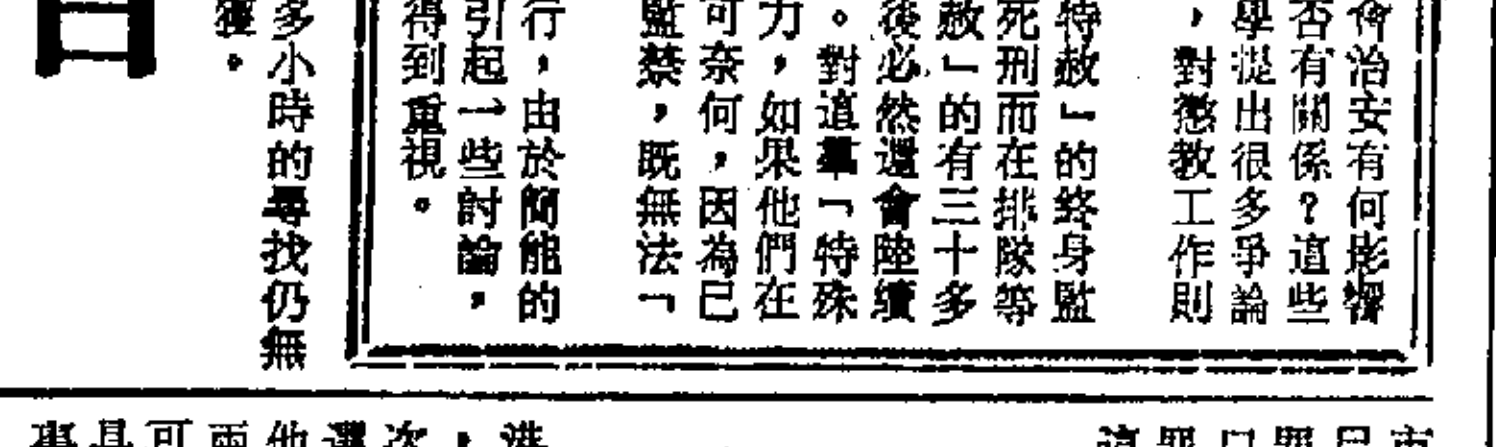 會治安有何影響
否有關係？這些
學提出很多爭論
，對懲教工作則
特赦」的終身監
死刑而在排隊等
赦」的有三十多
後必然還會陸續
。對這羣「特殊
力，如果他們在
可奈何，因為已
監禁，既無法「
行，由於簡能的
引起一些討論，
得到重視。
多小時的尋找仍無
獲。